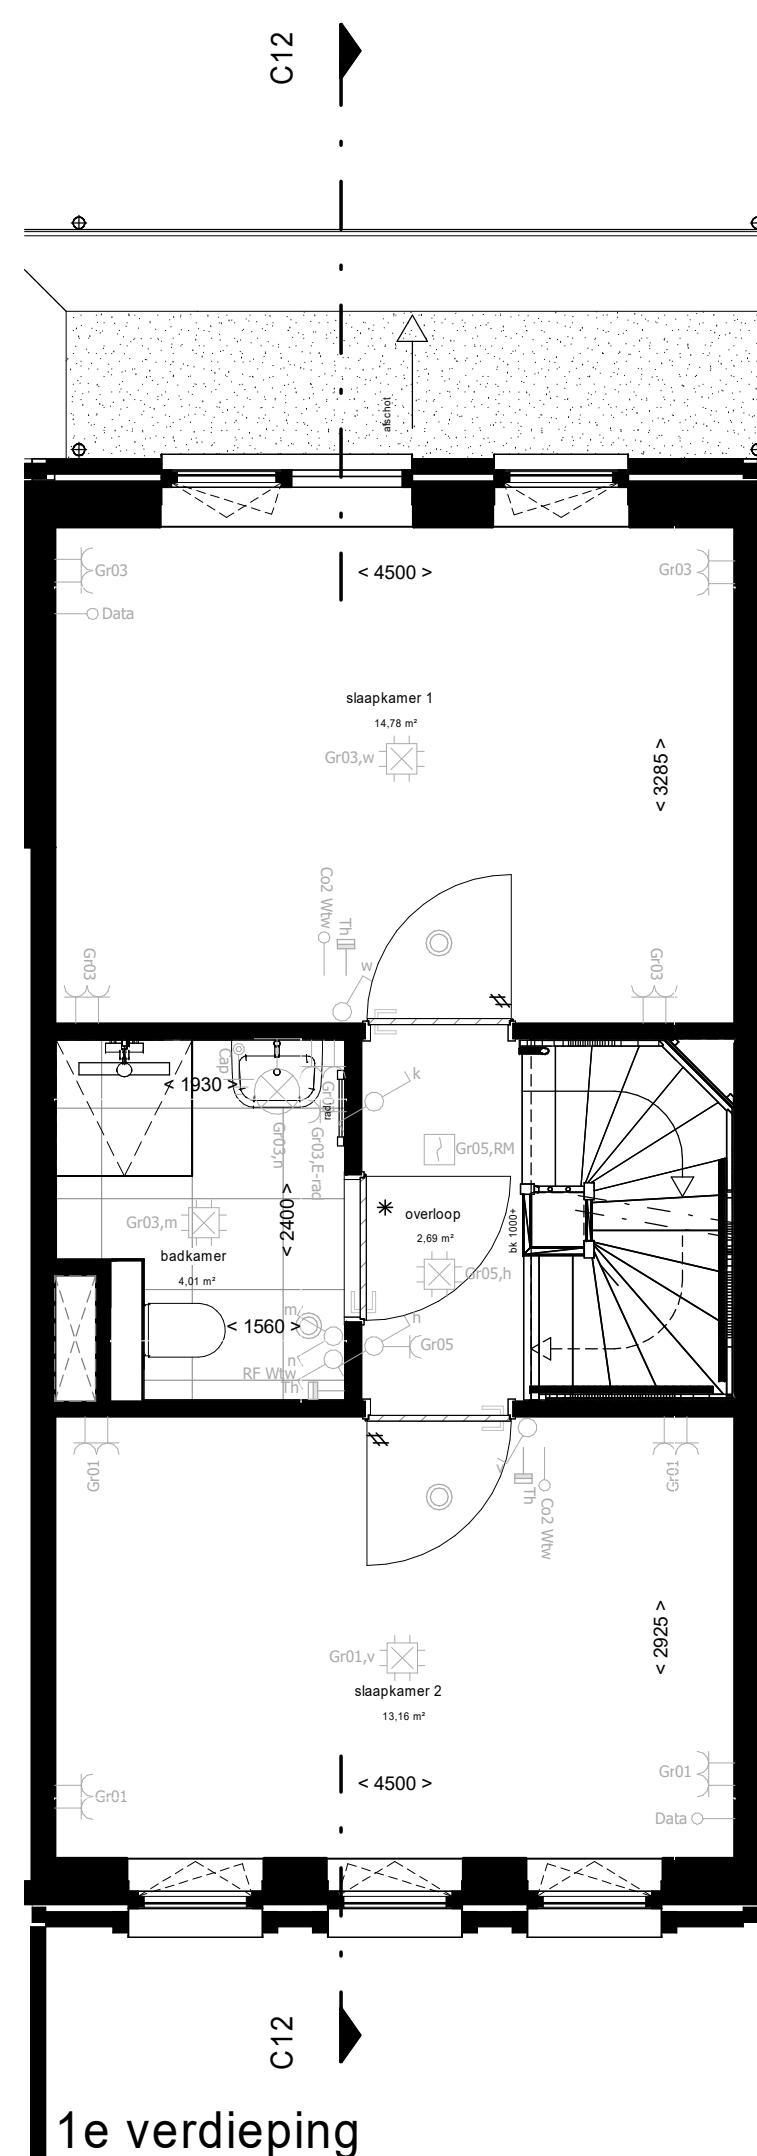 C12
afschot
< 4500 >
Gr03
Gr03
Data
slaapkamer 1
14,78 m²
Gr03,w
< 3285 >
Co2 Wtw
Th
w
Gr03
Gr03
Cap
< 1930 >
k
rad.
Gr03,n
Gr03,E-rad
Gr05,RM
Gr03,m
< 2400 >
overloop
2,69 m²
bk 1000+
badkamer
4,01 m²
Gr05,h
< 1560 >
m
h
n
Gr05
RF Wtw
Th
Gr01
Gr01
v
Th
Co2 Wtw
< 2925 >
Gr01,v
slaapkamer 2
13,16 m²
Gr01
Gr01
< 4500 >
Data
C12
1e verdieping